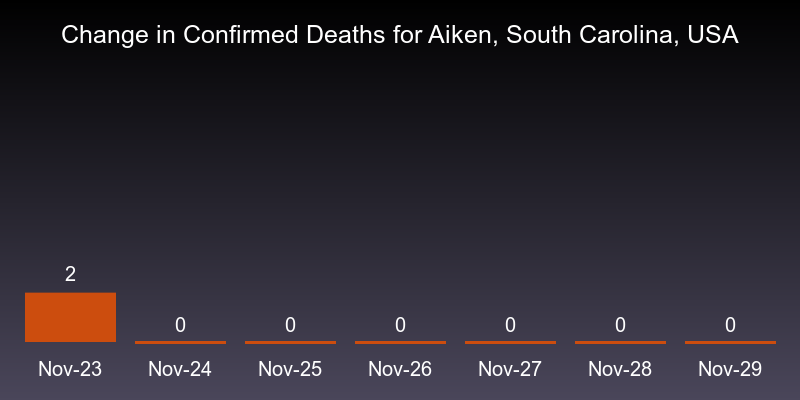 Change in Confirmed Deaths for Aiken, South Carolina, USA
2
0 0 0 0 0 0
Nov-23 Nov-24 Nov-25 Nov-26 Nov-27 Nov-28 Nov-29